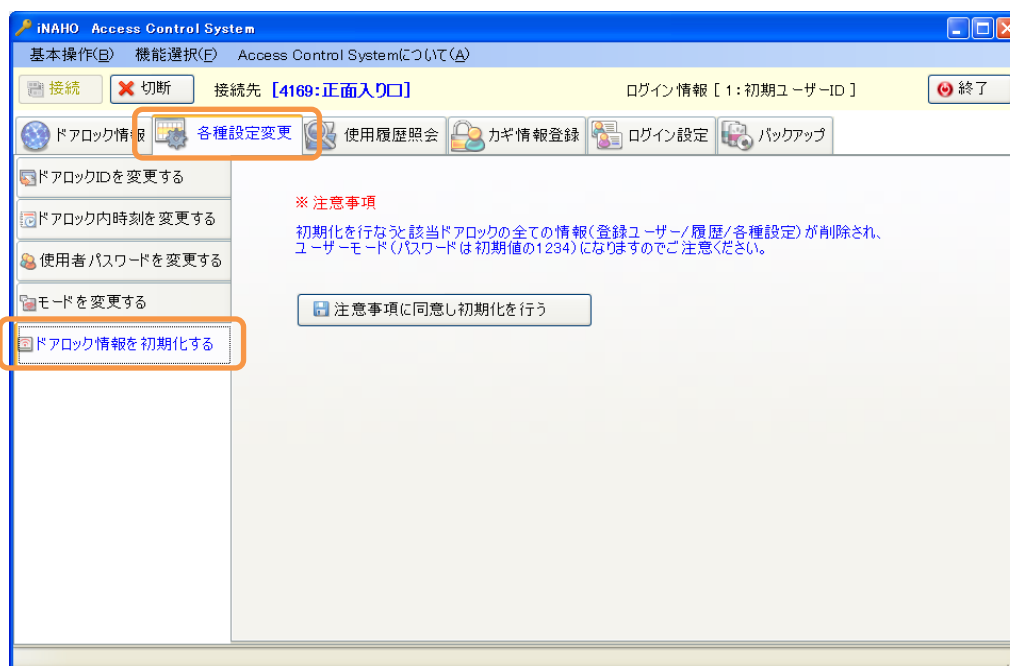 iNAHO Access Control System
基本操作(B) 機能選択(F) Access Control Systemについて(A)
接続 切断 接続先 [4169:正面入り口] ログイン情報 [ 1 : 初期ユーザーID ] 終了
ドアロック情報 各種設定変更 使用履歴照会 カギ情報登録 ログイン設定 バックアップ
ドアロックIDを変更する
ドアロック内時刻を変更する
使用者パスワードを変更する
モードを変更する
ドアロック情報を初期化する
※ 注意事項
初期化を行なうと該当ドアロックの全ての情報(登録ユーザー/履歴/各種設定)が削除され、
ユーザーモード(パスワードは初期値の1234)になりますのでご注意ください。
注意事項に同意し初期化を行う